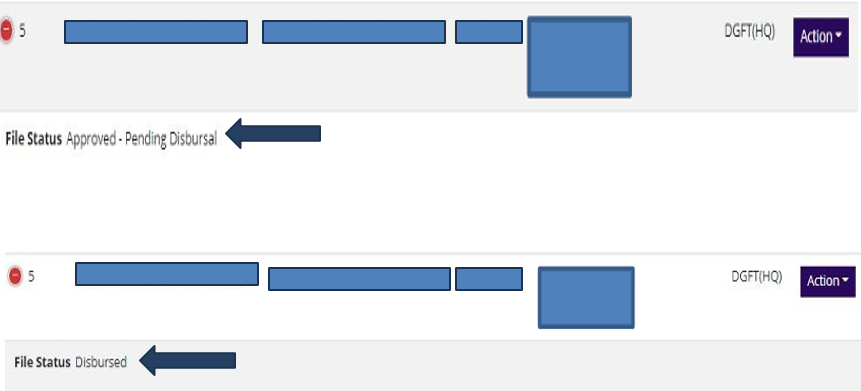 5 DGFT(HQ) Action
File Status Approved - Pending Disbursal
5 DGFT(HQ) Action
File Status Disbursed